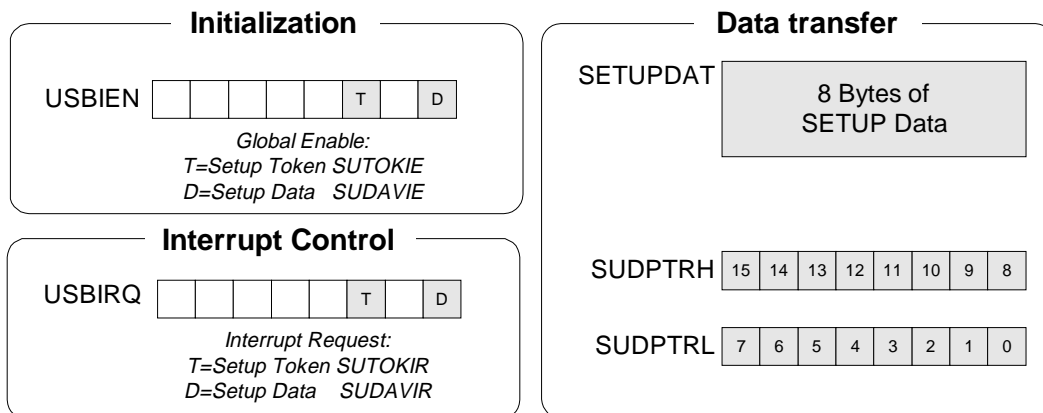 Initialization
USBIEN T D
Global Enable:
T=Setup Token SUTOKIE
D=Setup Data SUDAVIE
Interrupt Control
USBIRQ T D
Interrupt Request:
T=Setup Token SUTOKIR
D=Setup Data SUDAVIR
Data transfer
SETUPDAT
8 Bytes of
SETUP Data
SUDPTRH 15 14 13 12 11 10 9 8
SUDPTRL 7 6 5 4 3 2 1 0